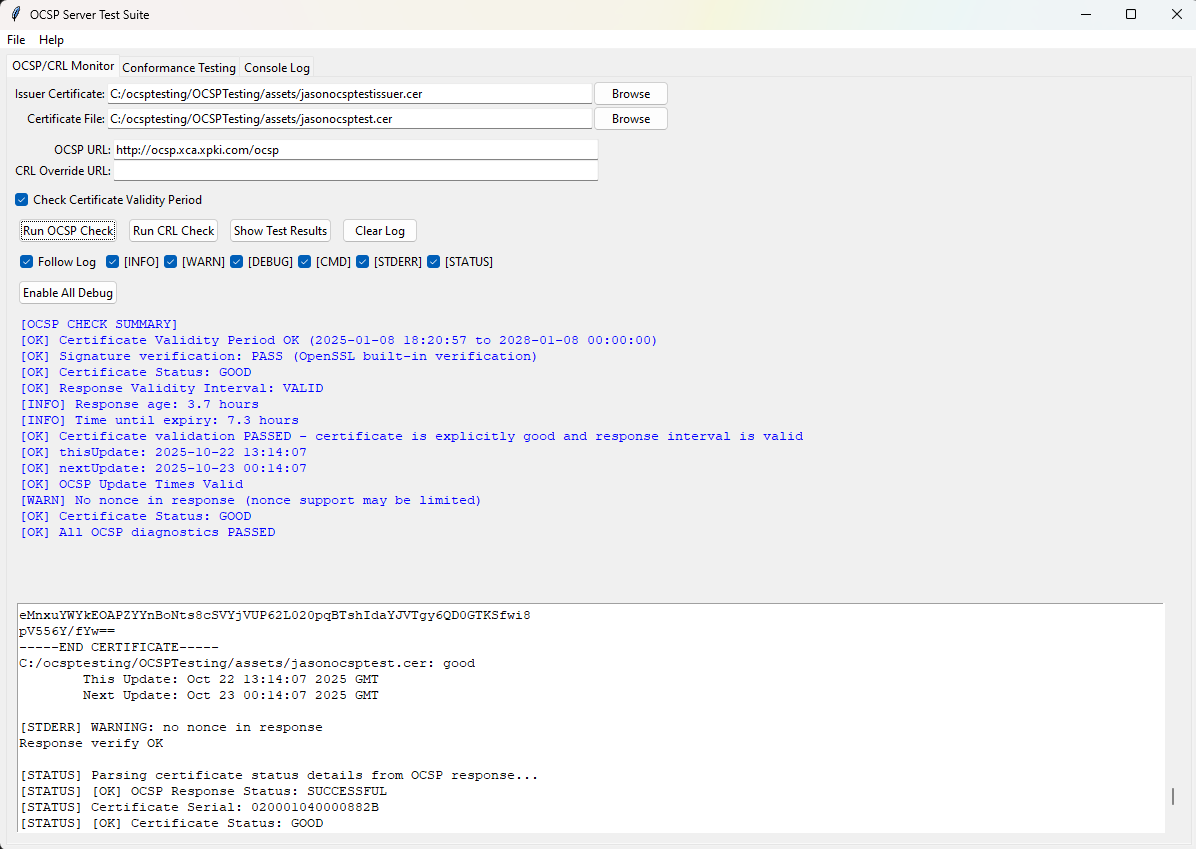 OCSP Server Test Suite
File Help
OCSP/CRL Monitor Conformance Testing Console Log
Issuer Certificate: C:/ocsptesting/OCSPTesting/assets/jasonocsptestissuer.cer Browse
Certificate File: C:/ocsptesting/OCSPTesting/assets/jasonocsptest.cer Browse
OCSP URL: http://ocsp.xca.xpki.com/ocsp
CRL Override URL:
Check Certificate Validity Period
Run OCSP Check Run CRL Check Show Test Results Clear Log
Follow Log [INFO] [WARN] [DEBUG] [CMD] [STDERR] [STATUS]
Enable All Debug
[OCSP CHECK SUMMARY]
[OK] Certificate Validity Period OK (2025-01-08 18:20:57 to 2028-01-08 00:00:00)
[OK] Signature verification: PASS (OpenSSL built-in verification)
[OK] Certificate Status: GOOD
[OK] Response Validity Interval: VALID
[INFO] Response age: 3.7 hours
[INFO] Time until expiry: 7.3 hours
[OK] Certificate validation PASSED - certificate is explicitly good and response interval is valid
[OK] thisUpdate: 2025-10-22 13:14:07
[OK] nextUpdate: 2025-10-23 00:14:07
[OK] OCSP Update Times Valid
[WARN] No nonce in response (nonce support may be limited)
[OK] Certificate Status: GOOD
[OK] All OCSP diagnostics PASSED
eMnxuYWYkEOAPZYYnBoNts8cSVYjVUP62L020pqBTshIdaYJVTgy6QD0GTKSfwi8
pV556Y/fYw==
-----END CERTIFICATE-----
C:/ocsptesting/OCSPTesting/assets/jasonocsptest.cer: good
This Update: Oct 22 13:14:07 2025 GMT
Next Update: Oct 23 00:14:07 2025 GMT
[STDERR] WARNING: no nonce in response
Response verify OK
[STATUS] Parsing certificate status details from OCSP response...
[STATUS] [OK] OCSP Response Status: SUCCESSFUL
[STATUS] Certificate Serial: 020001040000882B
[STATUS] [OK] Certificate Status: GOOD